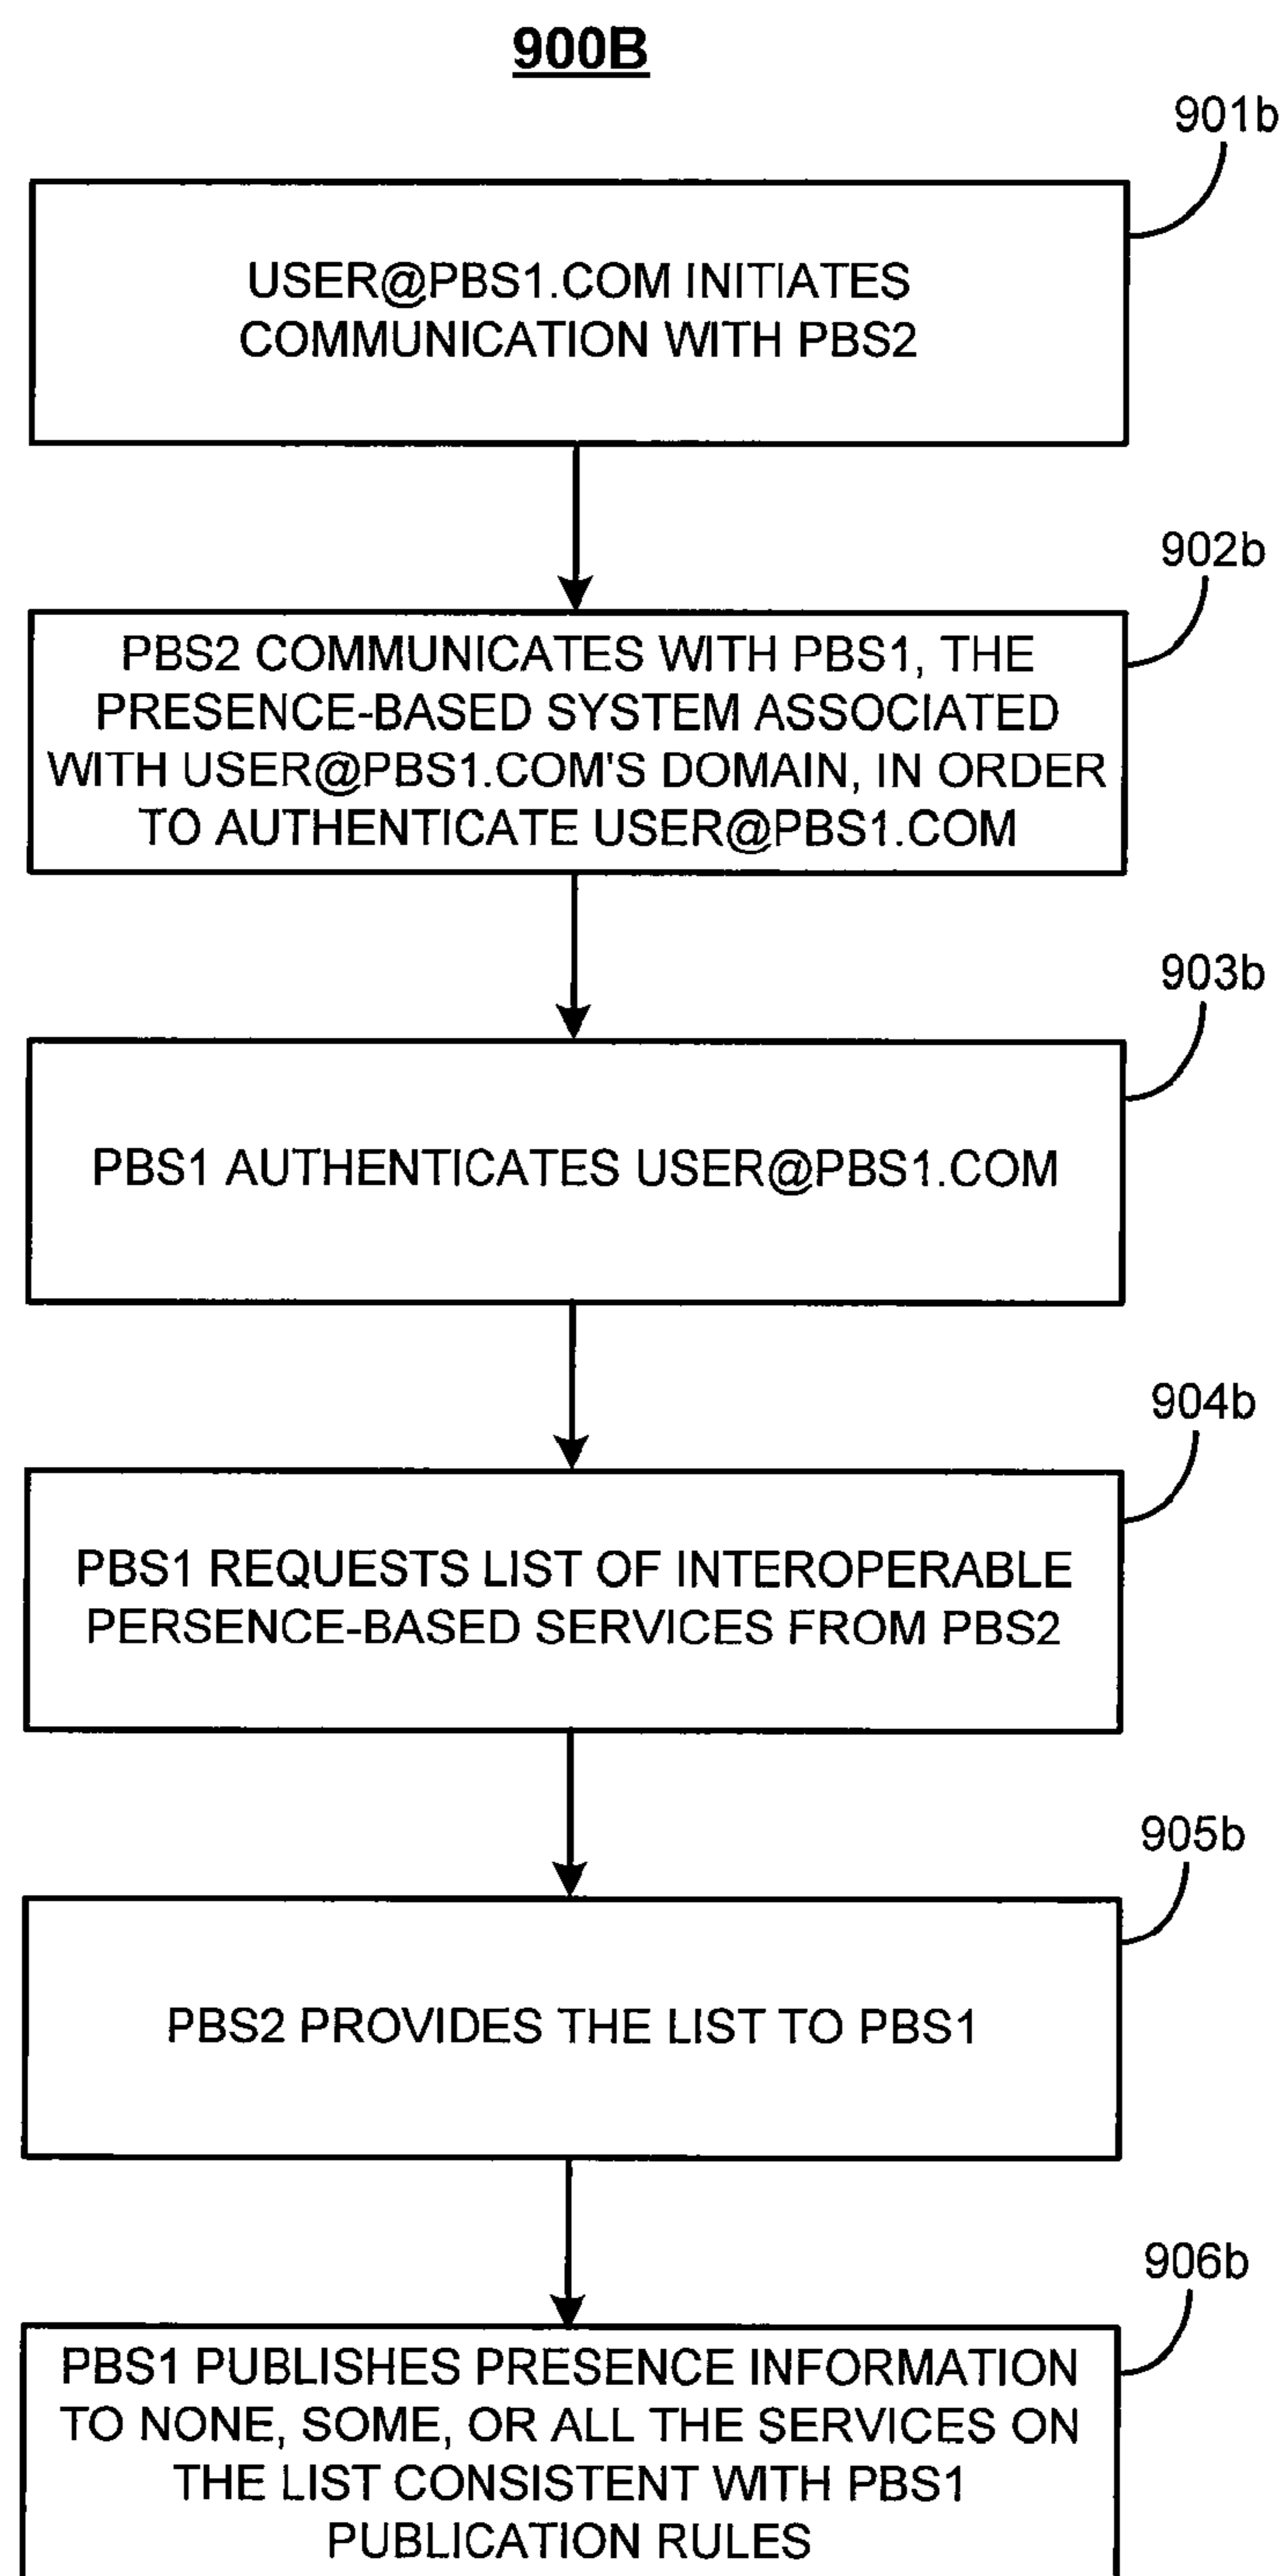 900B
901b
USER@PBS1.COM INITIATES
COMMUNICATION WITH PBS2
902b
PBS2 COMMUNICATES WITH PBS1, THE
PRESENCE-BASED SYSTEM ASSOCIATED
WITH USER@PBS1.COM'S DOMAIN, IN ORDER
TO AUTHENTICATE USER@PBS1.COM
903b
PBS1 AUTHENTICATES USER@PBS1.COM
904b
PBS1 REQUESTS LIST OF INTEROPERABLE
PERSENCE-BASED SERVICES FROM PBS2
905b
PBS2 PROVIDES THE LIST TO PBS1
906b
PBS1 PUBLISHES PRESENCE INFORMATION
TO NONE, SOME, OR ALL THE SERVICES ON
THE LIST CONSISTENT WITH PBS1
PUBLICATION RULES